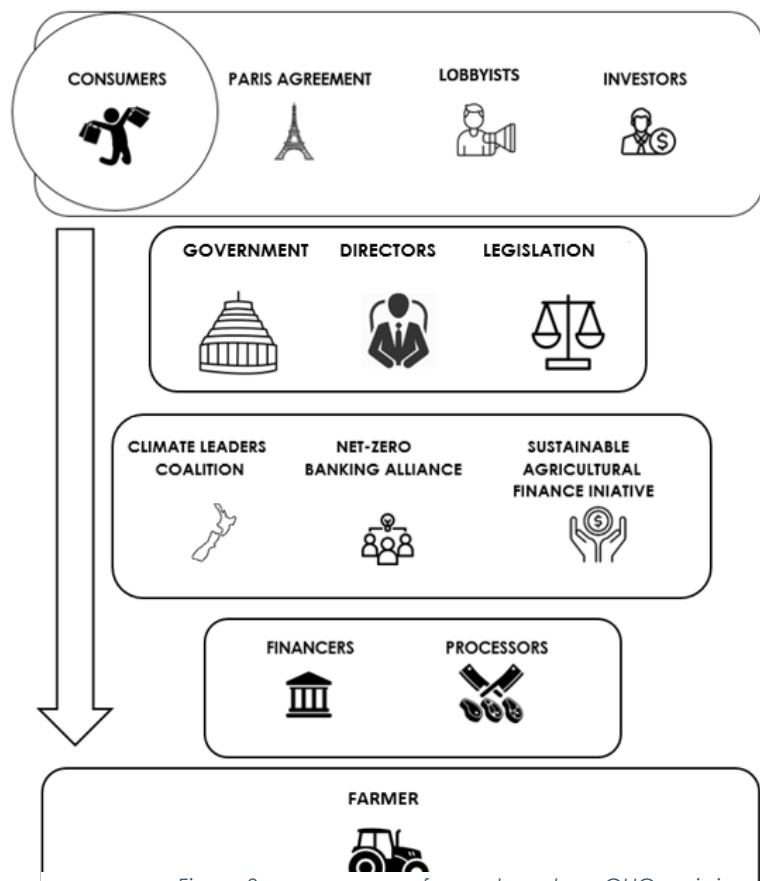 CONSUMERS
PARIS AGREEMENT
LOBBYISTS
INVESTORS
$
GOVERNMENT
DIRECTORS
LEGISLATION
CLIMATE LEADERS
COALITION
NET-ZERO
BANKING ALLIANCE
SUSTAINABLE
AGRICULTURAL
FINANCE INIATIVE
$
FINANCERS
PROCESSORS
FARMER